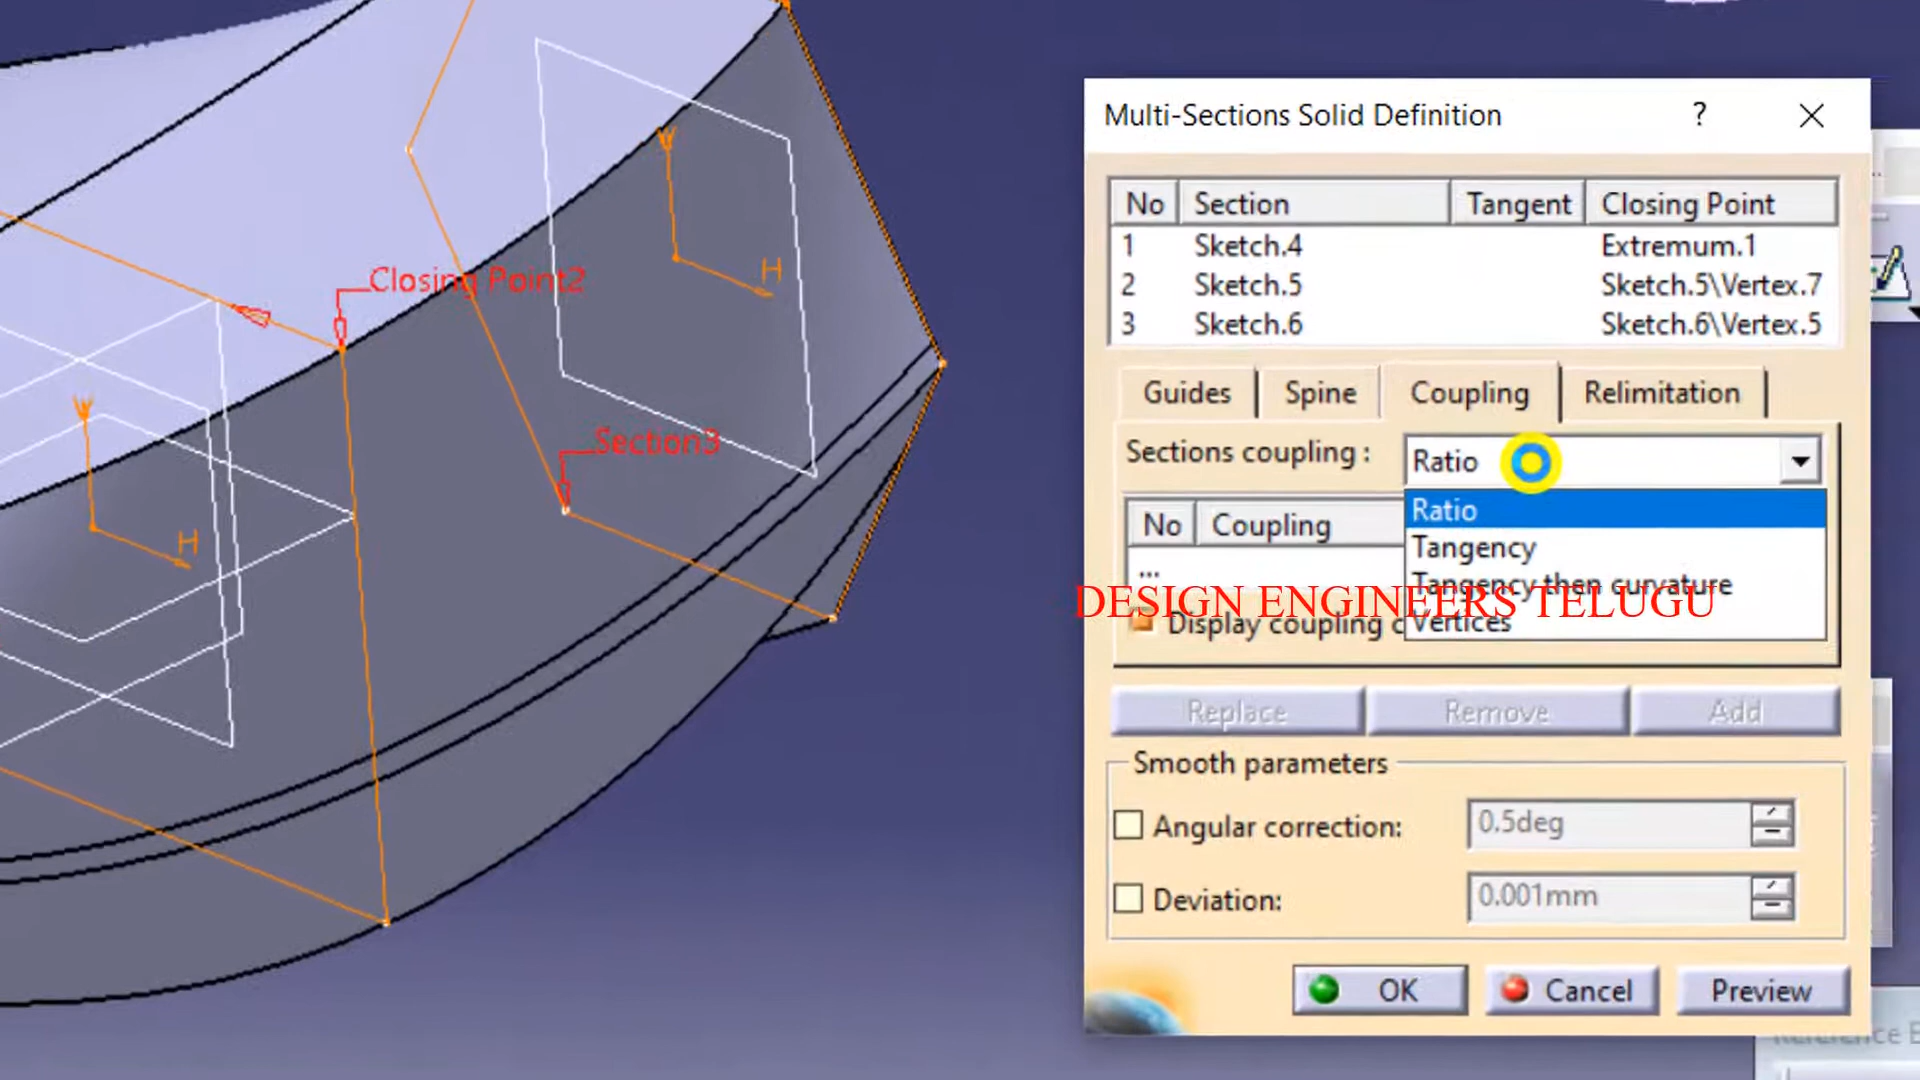 Multi-Sections Solid Definition ? ×
No Section Tangent Closing Point
1 Sketch.4 Extremum.1
2 Sketch.5 Sketch.5\Vertex.7
3 Sketch.6 Sketch.6\Vertex.5
Guides Spine Coupling Relimitation
Sections coupling : Ratio
Ratio
Tangency
Tangency then curvature
Vertices
No Coupling
...
DESIGN ENGINEERS TELUGU
Display coupling c
Replace Remove Add
Smooth parameters
Angular correction: 0.5deg
Deviation: 0.001mm
OK Cancel Preview
V
H
Closing Point2
Section3
V
H